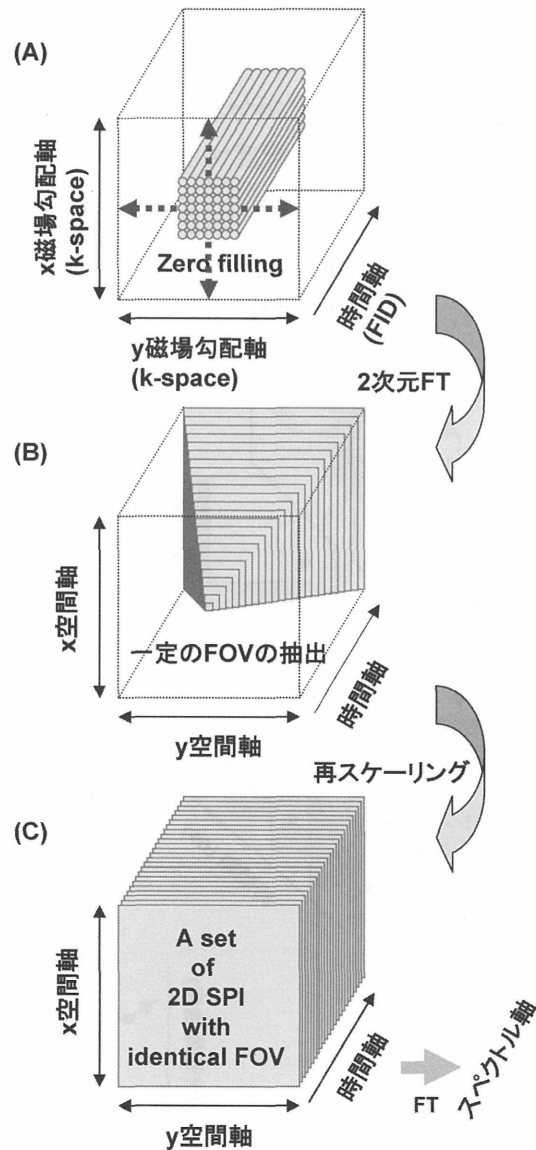 (A)
x磁場勾配軸
(k-space)
Zero filling
y磁場勾配軸
(k-space)
時間軸
(FID)
2次元FT
(B)
x空間軸
一定のFOVの抽出
y空間軸
時間軸
再スケーリング
(C)
x空間軸
A set
of
2D SPI
with
identical FOV
y空間軸
時間軸
FT
スペクトル軸